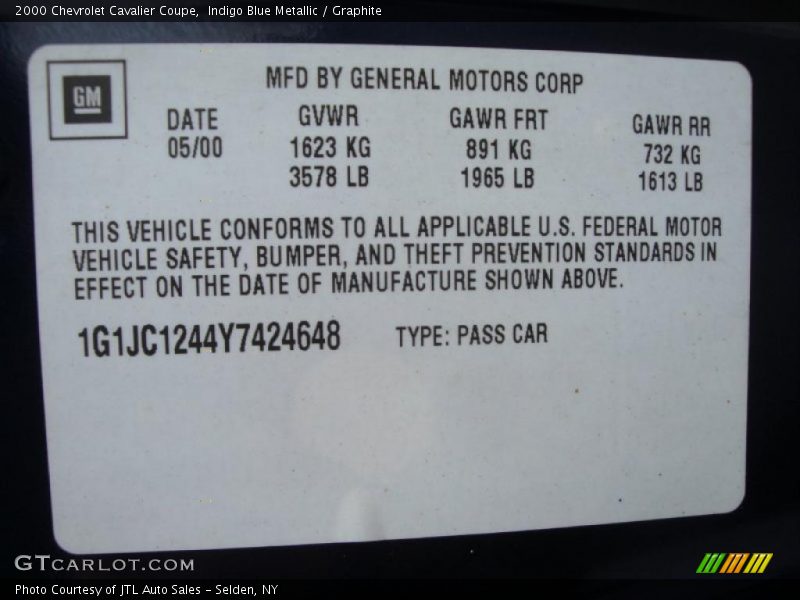 2000 Chevrolet Cavalier Coupe,  Indigo Blue Metallic / Graphite
MFD BY GENERAL MOTORS CORP
GM
DATE GVWR GAWR FRT GAWR RR
05/00 1623 KG 891 KG 732 KG
3578 LB 1965 LB 1613 LB
THIS VEHICLE CONFORMS TO ALL APPLICABLE U.S. FEDERAL MOTOR
VEHICLE SAFETY, BUMPER, AND THEFT PREVENTION STANDARDS IN
EFFECT ON THE DATE OF MANUFACTURE SHOWN ABOVE.
1G1JC1244Y7424648 TYPE: PASS CAR
GTCARLOT.COM
Photo Courtesy of JTL Auto Sales - Selden, NY